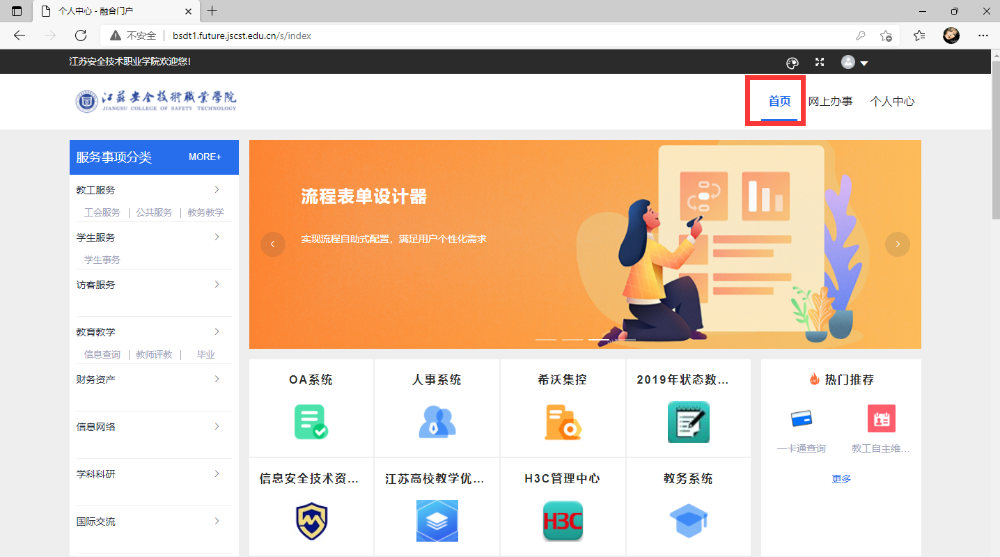 个人中心 - 融合门户
不安全
bsdt1.future.jscst.edu.cn/s/index
江苏安全技术职业学院欢迎您!
江蘇安全技術職業學院
JIANGSU COLLEGE OF SAFETY TECHNOLOGY
首页
网上办事
个人中心
服务事项分类
MORE+
教工服务
工会服务 | 公共服务 | 教务教学
学生服务
学生事务
访客服务
教育教学
信息查询 | 教师评教 | 毕业
财务资产
信息网络
学科科研
国际交流
流程表单设计器
实现流程自助式配置，满足用户个性化需求
OA系统
人事系统
希沃集控
2019年状态数...
信息安全技术资...
江苏高校教学优...
H3C管理中心
H3C
教务系统
热门推荐
一卡通查询
教工自主维...
更多